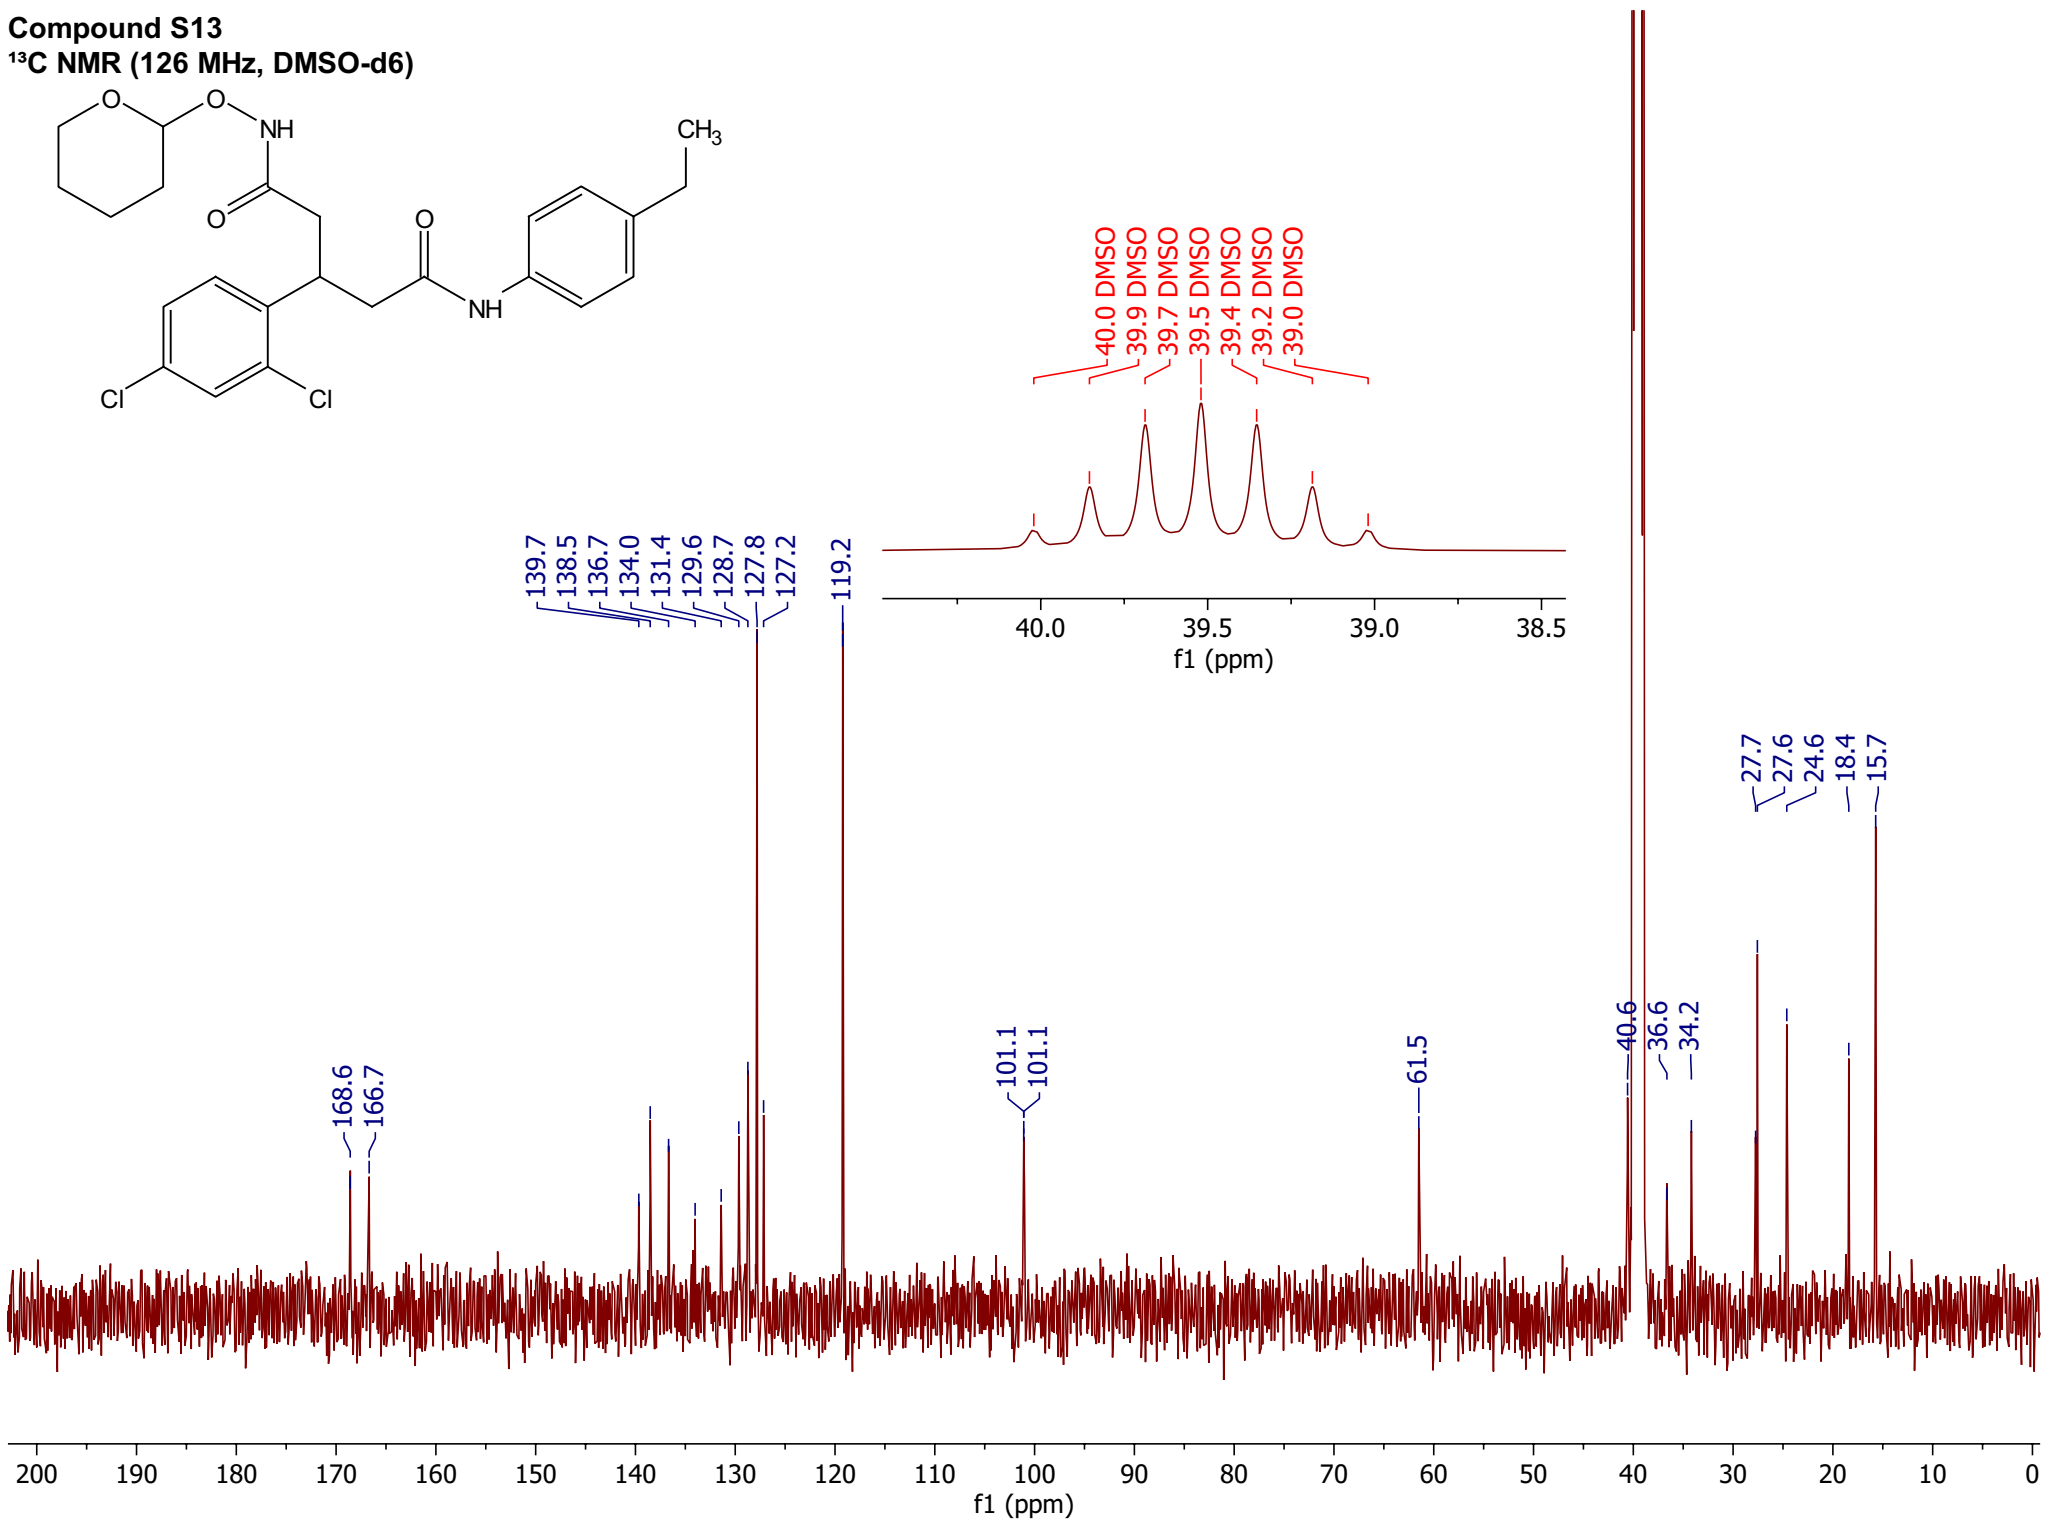 Compound S13
¹³C NMR (126 MHz, DMSO-d6)
O
O
NH
O
O
NH
CH3
Cl
Cl
40.0 DMSO
39.9 DMSO
39.7 DMSO
39.5 DMSO
39.4 DMSO
39.2 DMSO
39.0 DMSO
40.0 39.5 39.0 38.5
f1 (ppm)
139.7
138.5
136.7
134.0
131.4
129.6
128.7
127.8
127.2
119.2
27.7
27.6
24.6
18.4
15.7
168.6
166.7
101.1
101.1
61.5
40.6
36.6
34.2
200 190 180 170 160 150 140 130 120 110 100 90 80 70 60 50 40 30 20 10 0
f1 (ppm)